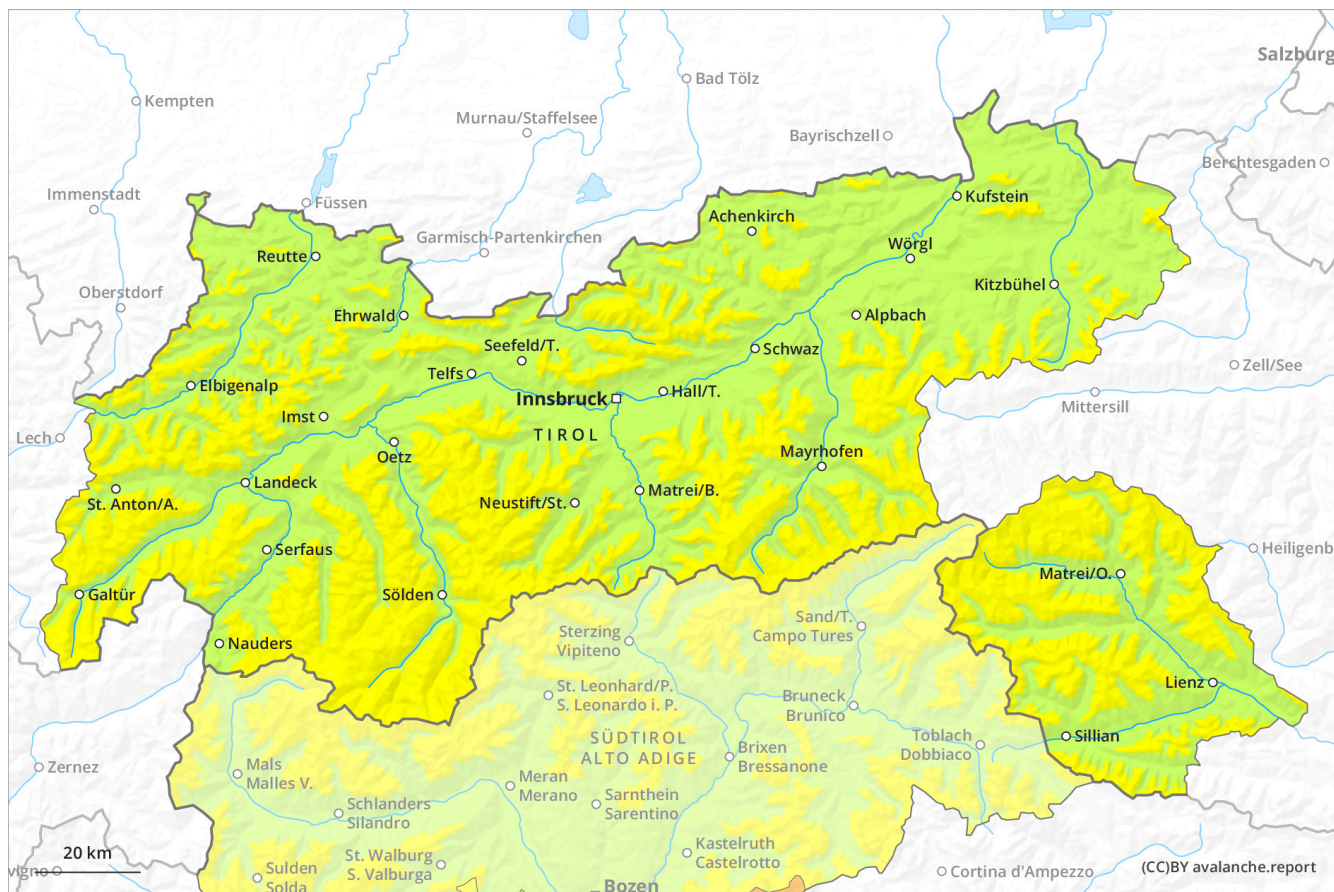 Salzburg
Kempten
Bad Tölz
Murnau/Staffelsee
Bayrischzell
Berchtesgaden
Immenstadt
Füssen
Kufstein
Achenkirch
Garmisch-Partenkirchen
Wörgl
Reutte
Oberstdorf
Kitzbühel
Ehrwald
Alpbach
Seefeld/T.
Schwaz
Telfs
Zell/See
Elbigenalp
Hall/T.
Innsbruck
Mittersill
Imst
Lech
TIROL
Oetz
Mayrhofen
Landeck
Matrei/B.
St. Anton/A.
Neustift/St.
Serfaus
Heiligenb
Matrei/O.
Galtür
Sölden
Sand/T.
Campo Tures
Sterzing
Vipiteno
Nauders
Lienz
St. Leonhard/P.
S. Leonardo i. P.
Bruneck
Brunico
SÜDTIROL
ALTO ADIGE
Toblach
Dobbiaco
Sillian
Brixen
Bressanone
Zernez
Mals
Malles V.
Meran
Merano
Schlanders
Silandro
Sarnthein
Sarentino
20 km
St. Walburg
S. Valburga
Kastelruth
Castelrotto
vigno
Sulden
Solda
Cortina d'Ampezzo
(CC)BY avalanche.report
Bozen